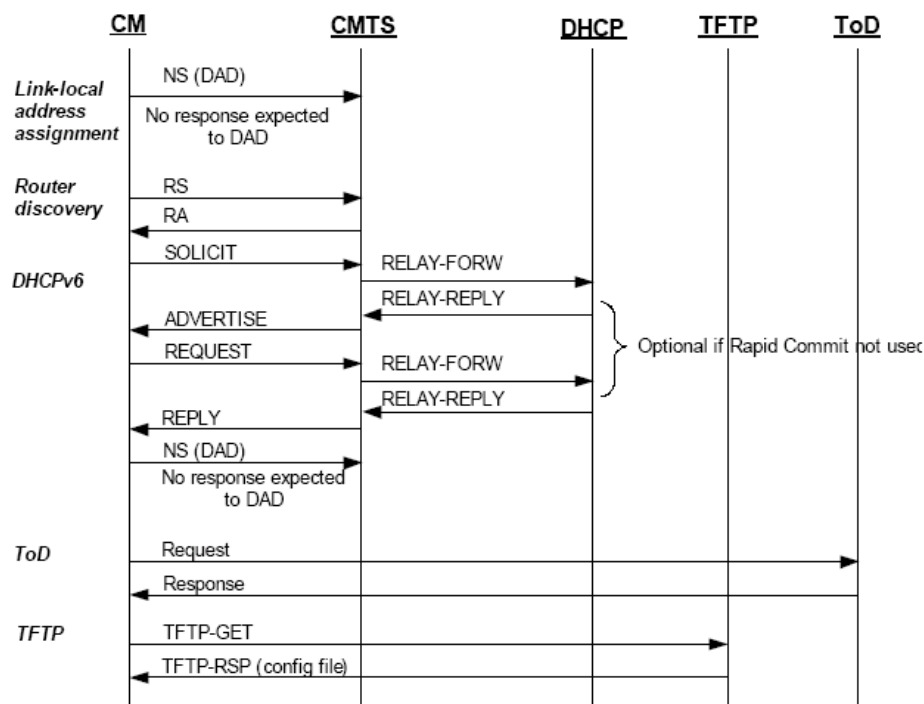 CM CMTS DHCP TFTP ToD
NS (DAD)
Link-local
address
assignment
No response expected
to DAD
Router
discovery
RS
RA
SOLICIT
DHCPv6
RELAY-FORW
RELAY-REPLY
ADVERTISE
Optional if Rapid Commit not used
REQUEST
RELAY-FORW
RELAY-REPLY
REPLY
NS (DAD)
No response expected
to DAD
ToD
Request
Response
TFTP
TFTP-GET
TFTP-RSP (config file)